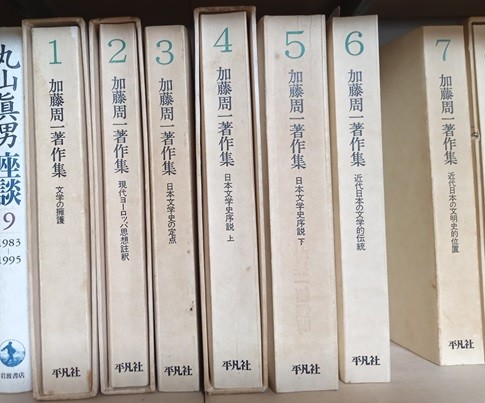 丸山眞男座談
9
1983
1995
岩波書店
1
加藤周一著作集
文学の擁護
平凡社
2
加藤周一著作集
現代ヨーロッパ思想註釈
平凡社
3
加藤周一著作集
日本文学史の定点
平凡社
4
加藤周一著作集
日本文学史序説 上
平凡社
5
加藤周一著作集
日本文学史序説 下
平凡社
6
加藤周一著作集
近代日本の文学的伝統
平凡社
7
加藤周一著作集
近代日本の文明史的位置
平凡社